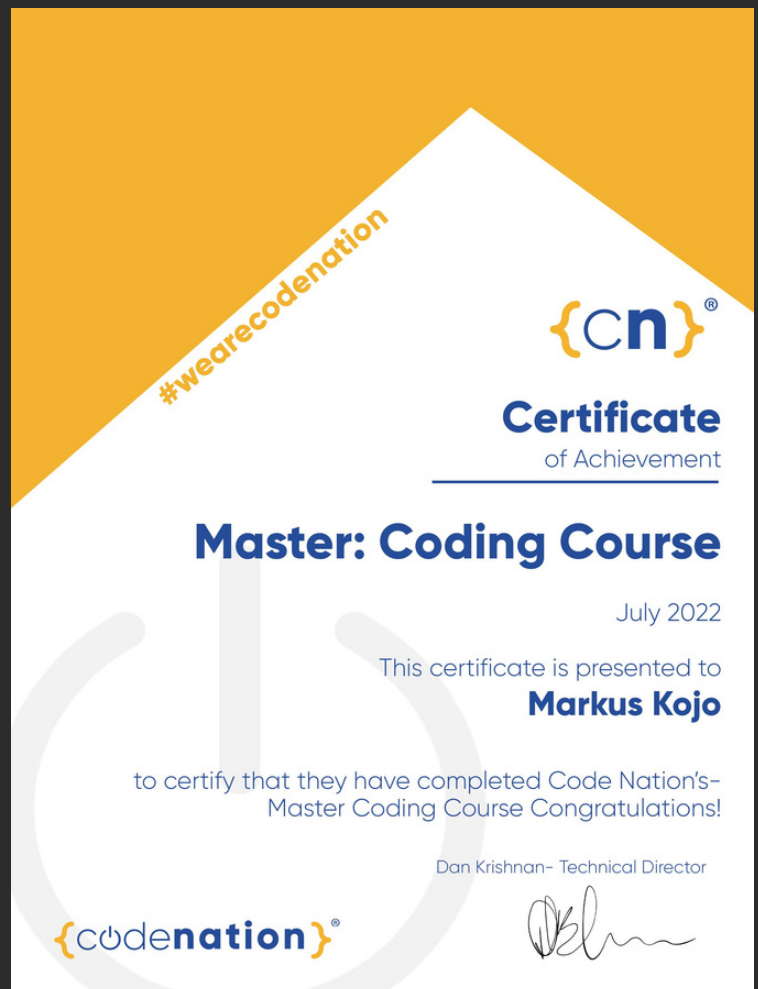 #wearecodenation
{cn}®
Certificate
of Achievement
Master: Coding Course
July 2022
This certificate is presented to
Markus Kojo
to certify that they have completed Code Nation's-
Master Coding Course Congratulations!
Dan Krishnan- Technical Director
{codenation}®